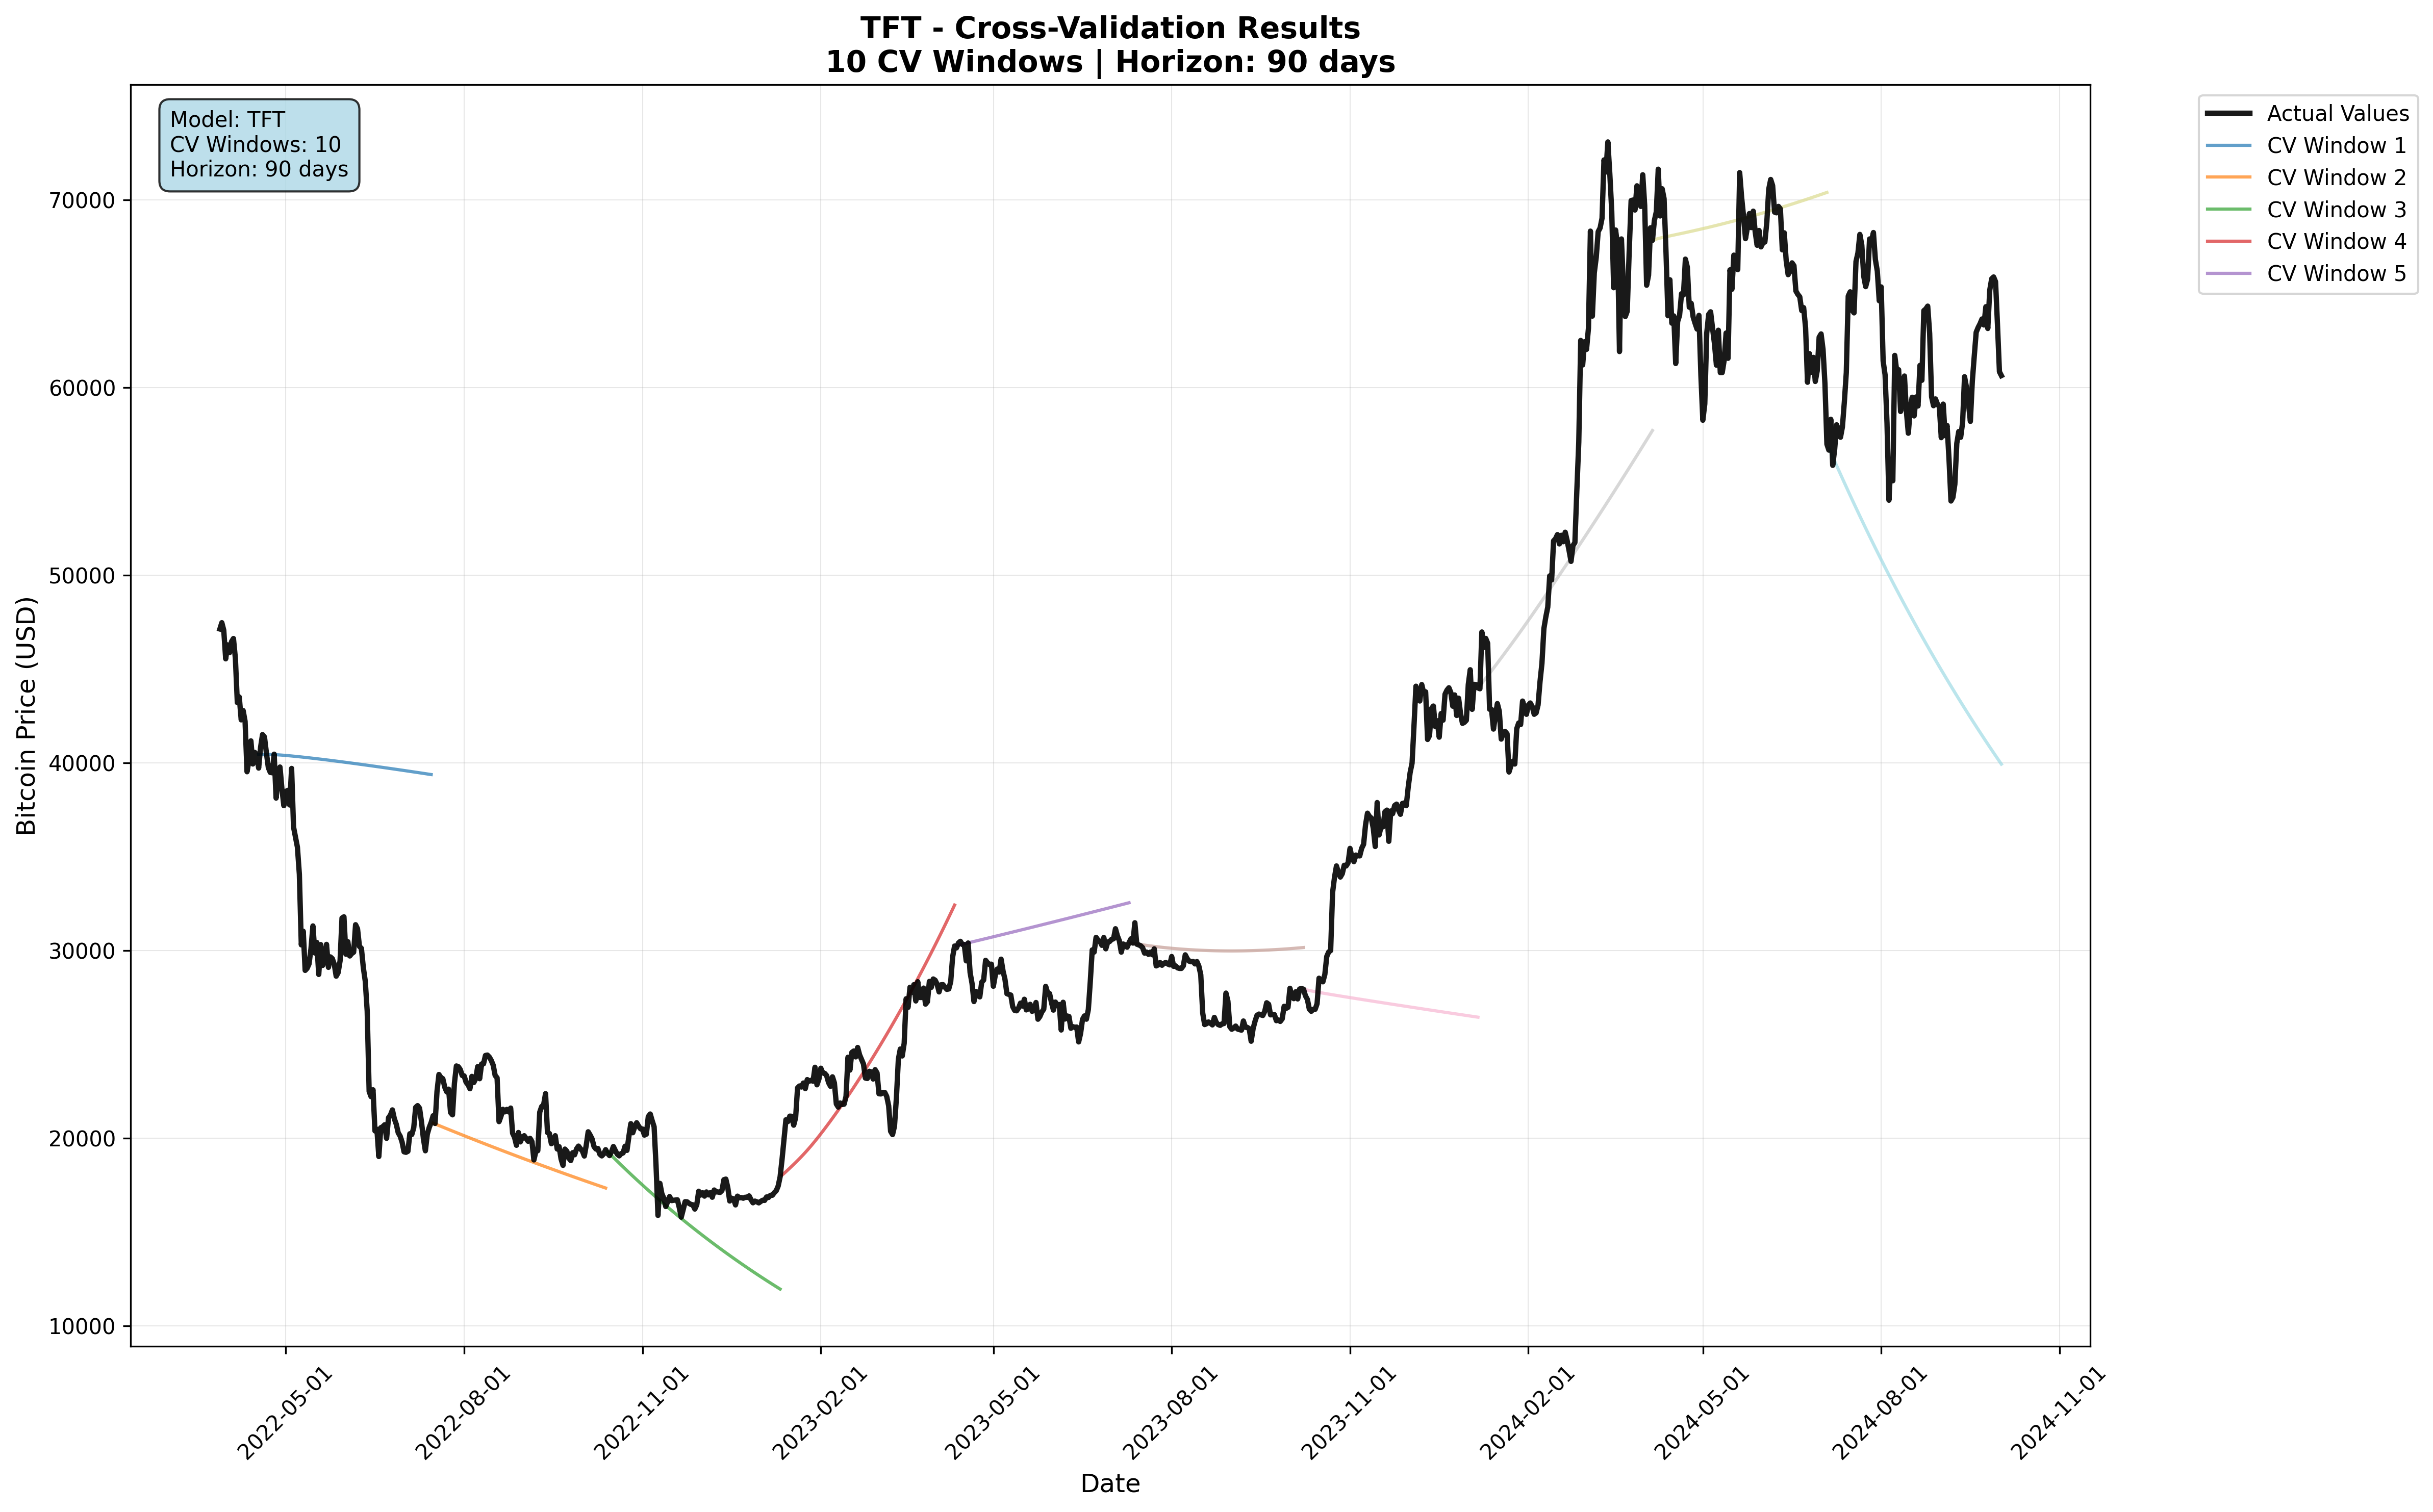 TFT - Cross-Validation Results
10 CV Windows | Horizon: 90 days
Model: TFT
CV Windows: 10
Horizon: 90 days
Actual Values
CV Window 1
CV Window 2
CV Window 3
CV Window 4
CV Window 5
Bitcoin Price (USD)
70000
60000
50000
40000
30000
20000
10000
2022-05-01
2022-08-01
2022-11-01
2023-02-01
2023-05-01
2023-08-01
2023-11-01
2024-02-01
2024-05-01
2024-08-01
2024-11-01
Date